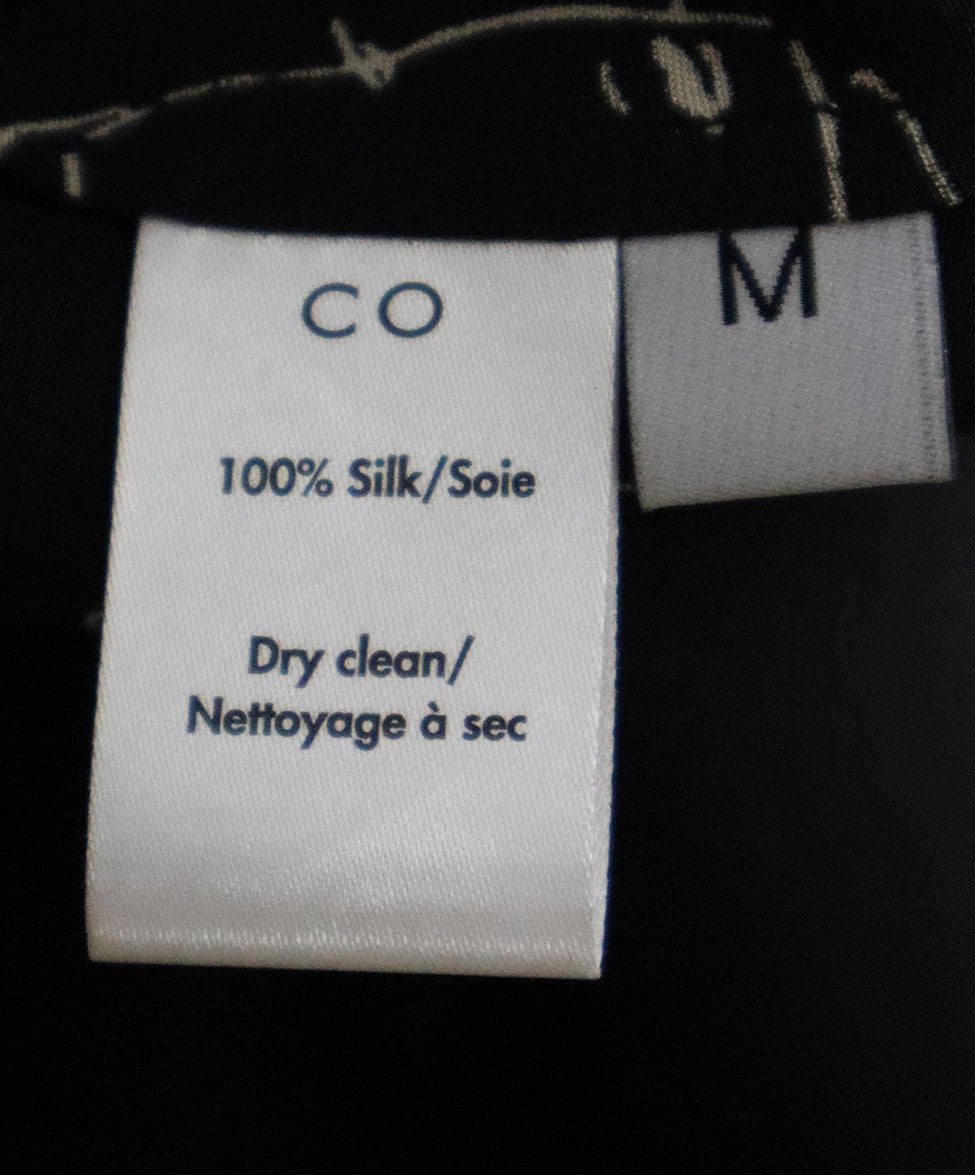 CO
M
100% Silk/Soie
Dry clean/
Nettoyage à sec